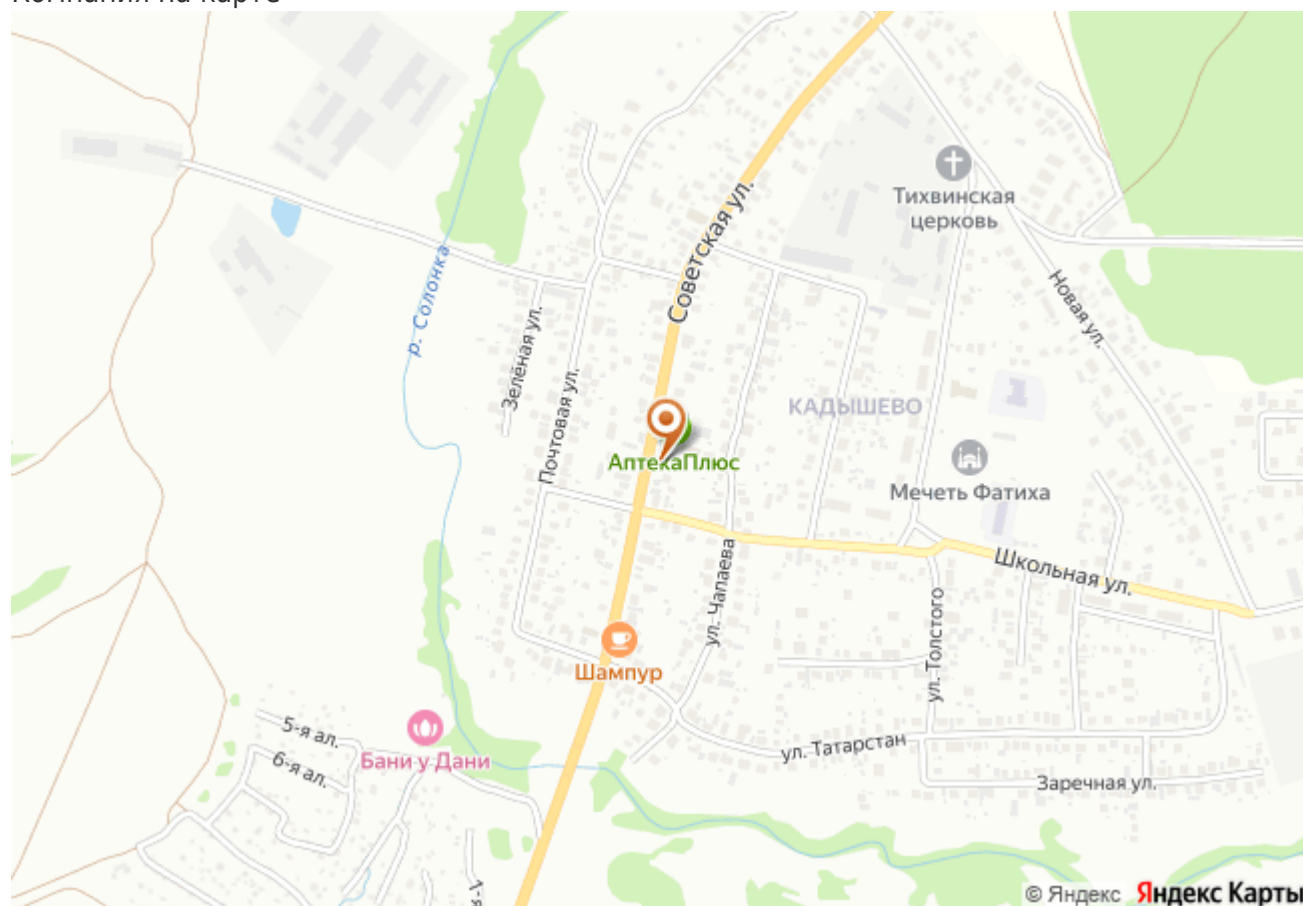 Компания на карте
Тихвинская
церковь
Советская ул.
р. Солонка
Новая ул.
Зелёная ул.
Почтовая ул.
КАДЫШЕВО
АптекаПлюс
Мечеть Фатиха
Школьная ул.
ул. Чапаева
ул. Толстого
Шампур
5-я ал.
6-я ал.
Бани у Дани
ул. Татарстан
Заречная ул.
© Яндекс Яндекс Карты